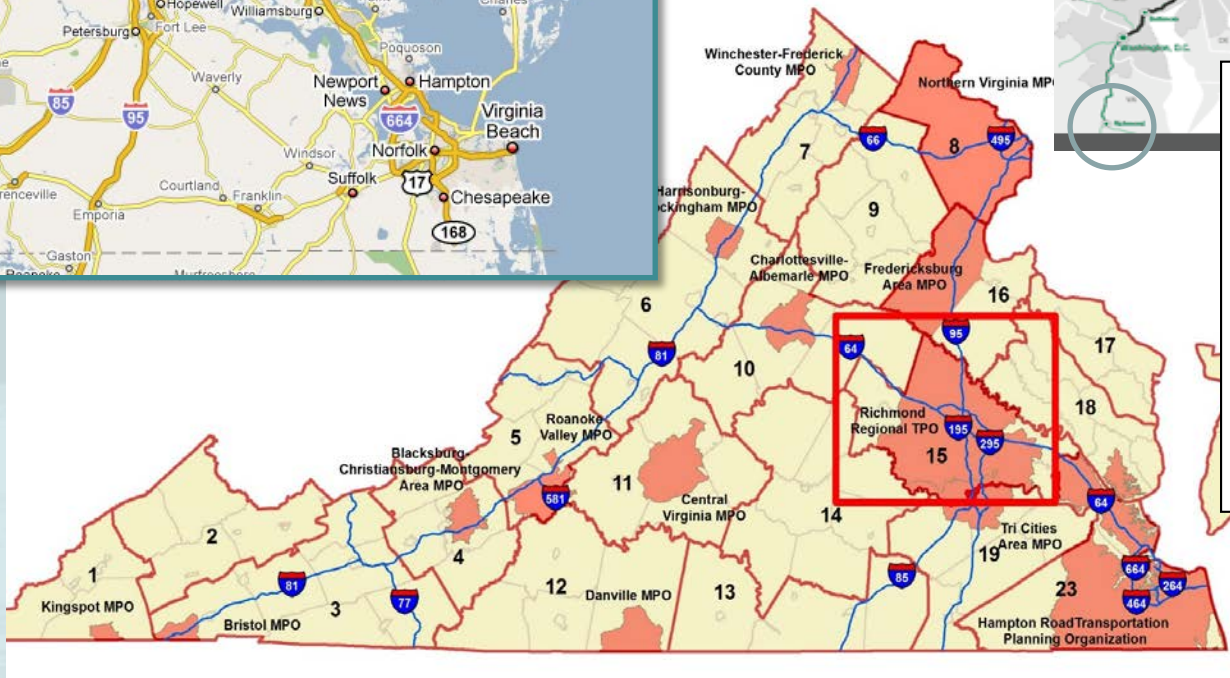 Hopewell
Williamsburg
Charles
Petersburg
Fort Lee
Poquoson
Waverly
Newport
News
Hampton
85
95
664
Virginia
Beach
Norfolk
Windsor
Suffolk
17
Courtland
Franklin
Chesapeake
Emporia
168
Gaston
Washington, D.C.
Richmond
Winchester-Frederick
County MPO
Northern Virginia MP
7
66
8
495
Harrisonburg-
ckingham MPO
9
Charlottesville-
Albemarle MPO
Fredericksburg
Area MPO
6
16
95
64
17
81
10
18
Richmond
Regional TPO
195
295
Roanoke
Valley MPO
5
15
Blacksburg-
Christiansburg-Montgomery
Area MPO
11
581
Central
Virginia MPO
64
14
2
4
Tri Cities
Area MPO
19
1
81
3
77
12
Danville MPO
13
85
23
664
264
464
Kingspot MPO
Bristol MPO
Hampton RoadTransportation
Planning Organization